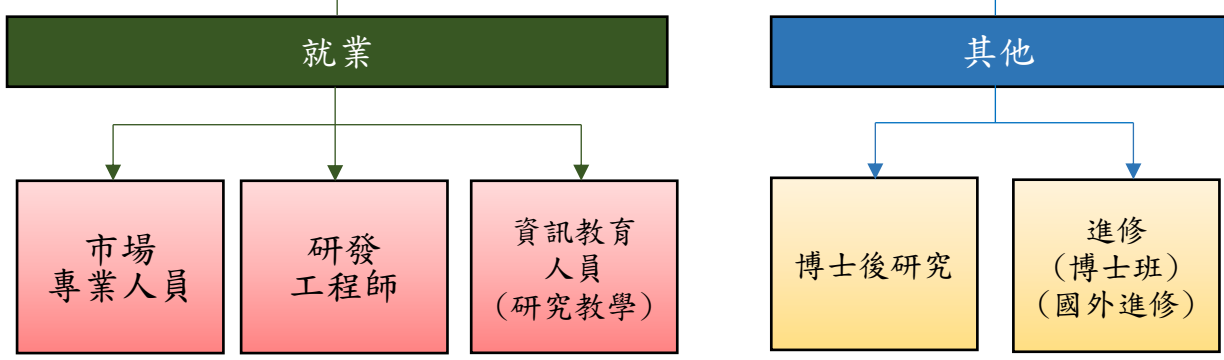 就業
其他
市場
專業人員
研發
工程師
資訊教育
人員
（研究教學）
博士後研究
進修
（博士班）
（國外進修）